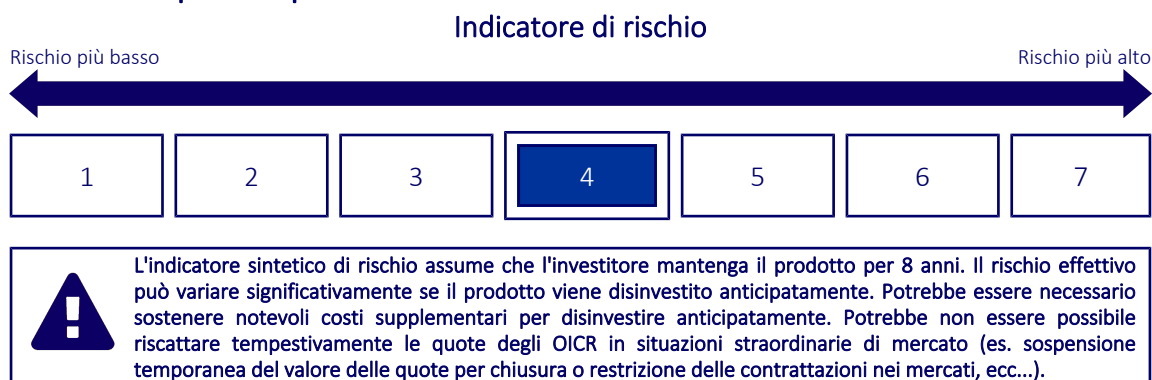 Indicatore di rischio
Rischio più basso
Rischio più alto
1
2
3
4
5
6
7
L'indicatore sintetico di rischio assume che l'investitore mantenga il prodotto per 8 anni. Il rischio effettivo
può variare significativamente se il prodotto viene disinvestito anticipatamente. Potrebbe essere necessario
sostenere notevoli costi supplementari per disinvestire anticipatamente. Potrebbe non essere possibile
riscattare tempestivamente le quote degli OICR in situazioni straordinarie di mercato (es. sospensione
temporanea del valore delle quote per chiusura o restrizione delle contrattazioni nei mercati, ecc...).